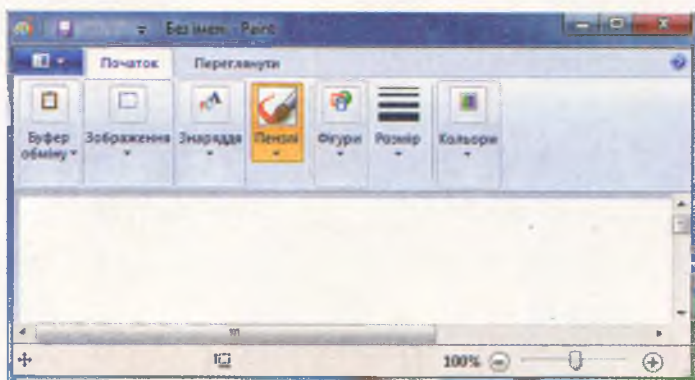 Без імені - Paint
Початок Переглянути
Буфер обміну
Зображення
Знаряддя
Пензлі
Фігури
Розмір
Кольори
100%